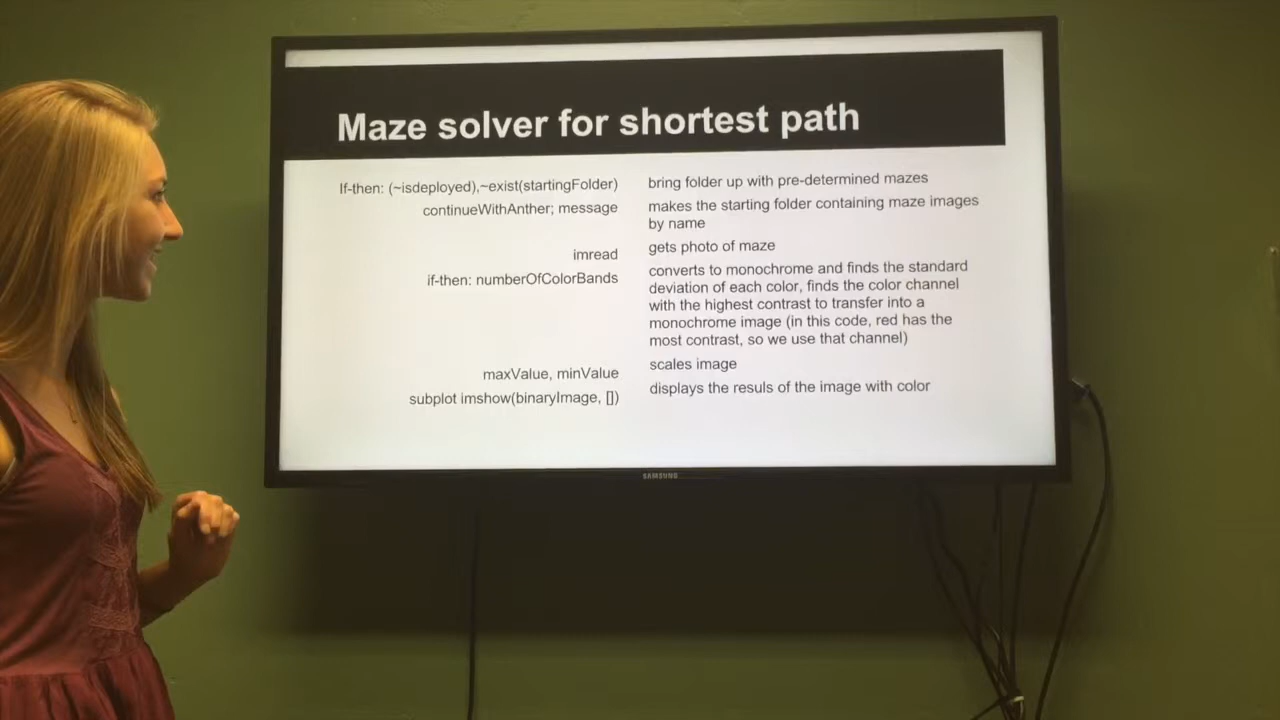 Maze solver for shortest path
If-then: (~isdeployed),~exist(startingFolder)
bring folder up with pre-determined mazes
continueWithAnther; message
makes the starting folder containing maze images
by name
imread
gets photo of maze
if-then: numberOfColorBands
converts to monochrome and finds the standard
deviation of each color, finds the color channel
with the highest contrast to transfer into a
monochrome image (in this code, red has the
most contrast, so we use that channel)
maxValue, minValue
scales image
subplot imshow(binaryImage, [])
displays the resuls of the image with color
SAMSUNG